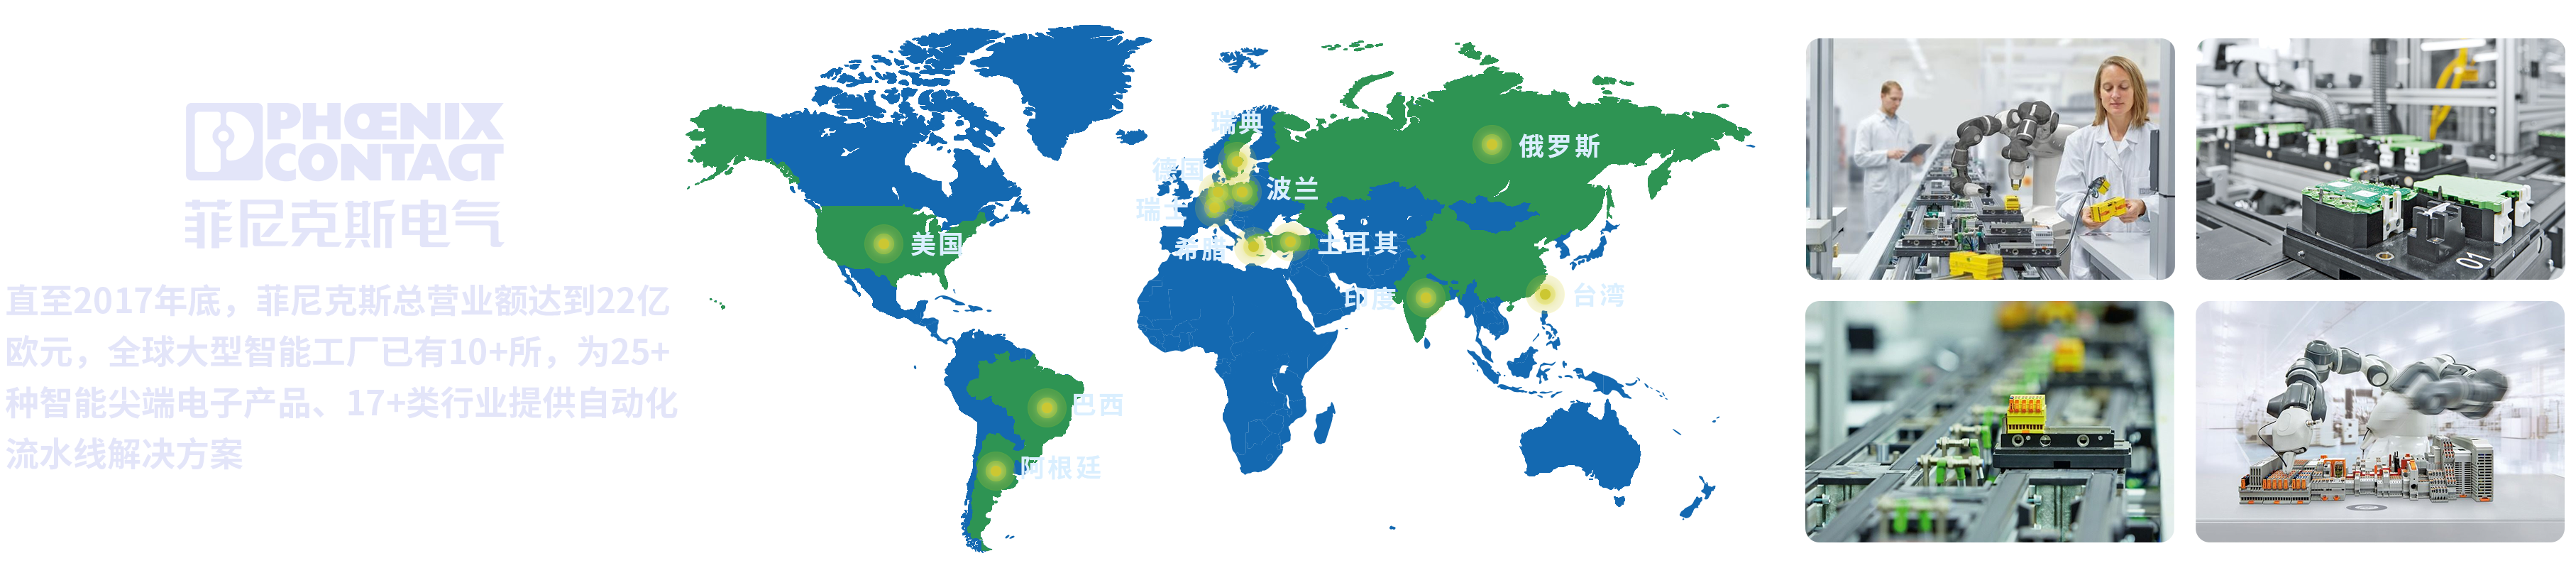 PHŒNIX
CONTACT
菲尼克斯电气
直至2017年底，菲尼克斯总营业额达到22亿
欧元，全球大型智能工厂已有10+所，为25+
种智能尖端电子产品、17+类行业提供自动化
流水线解决方案
瑞典
俄罗斯
德国
波兰
瑞士
美国
希腊
土耳其
印度
台湾
巴西
阿根廷
01